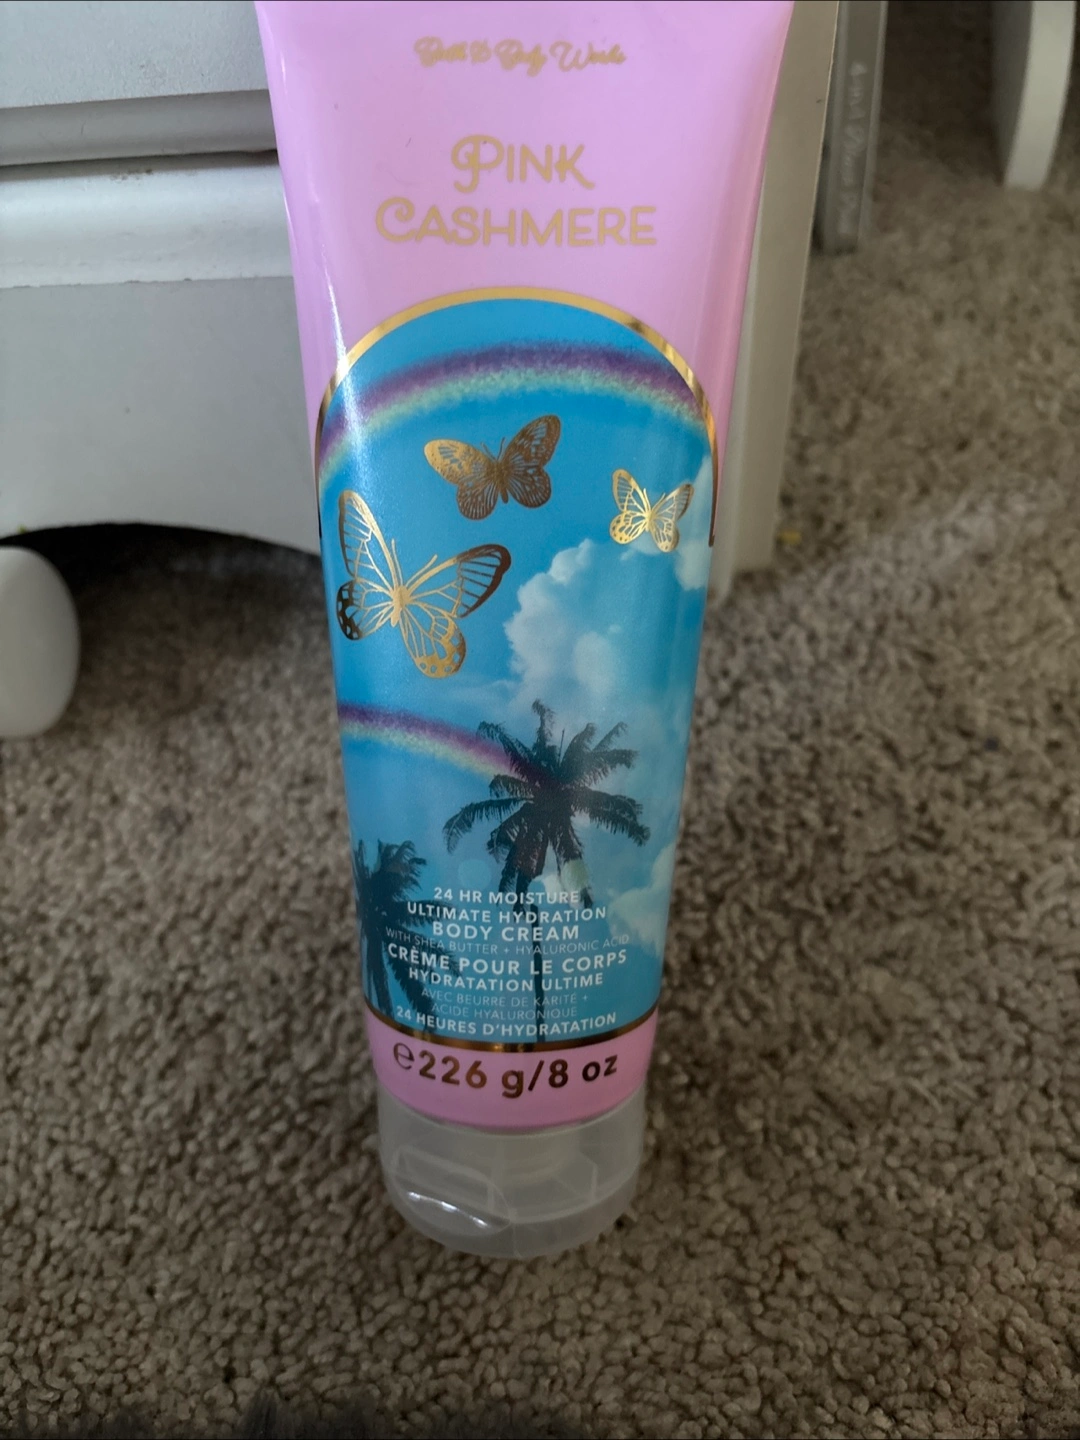 Bath & Body Works
PINK
CASHMERE
24 HR MOISTURE
ULTIMATE HYDRATION
BODY CREAM
WITH SHEA BUTTER + HYALURONIC ACID
CRÈME POUR LE CORPS
HYDRATATION ULTIME
AVEC BEURRE DE KARITÉ +
ACIDE HYALURONIQUE
24 HEURES D'HYDRATATION
℮226 g/8 oz